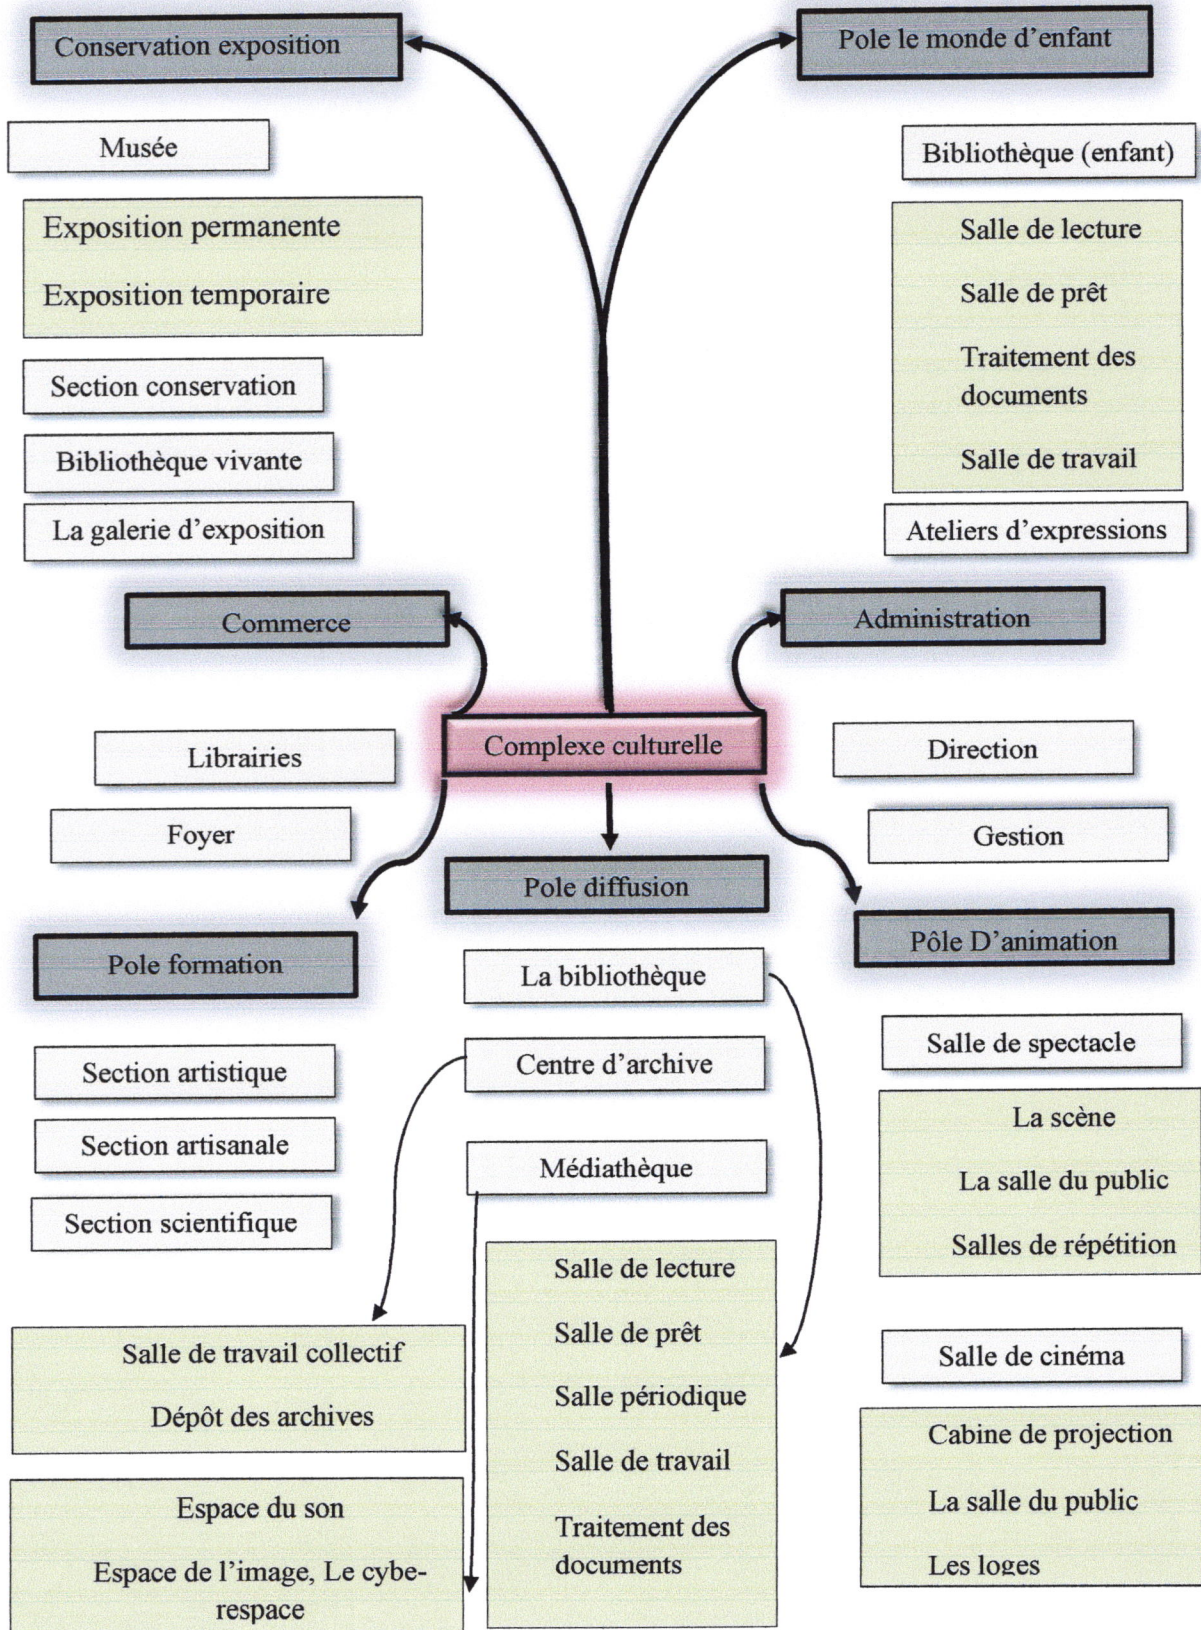 Conservation exposition
Pole le monde d’enfant
Musée
Exposition permanente
Exposition temporaire
Section conservation
Bibliothèque vivante
La galerie d’exposition
Bibliothèque (enfant)
Salle de lecture
Salle de prêt
Traitement des
documents
Salle de travail
Ateliers d’expressions
Commerce
Administration
Complexe culturelle
Librairies
Foyer
Direction
Gestion
Pole formation
Pole diffusion
Pôle D’animation
Section artistique
Section artisanale
Section scientifique
La bibliothèque
Centre d’archive
Médiathèque
Salle de spectacle
La scène
La salle du public
Salles de répétition
Salle de travail collectif
Dépôt des archives
Espace du son
Espace de l’image, Le cybe-
respace
Salle de lecture
Salle de prêt
Salle périodique
Salle de travail
Traitement des
documents
Salle de cinéma
Cabine de projection
La salle du public
Les loges